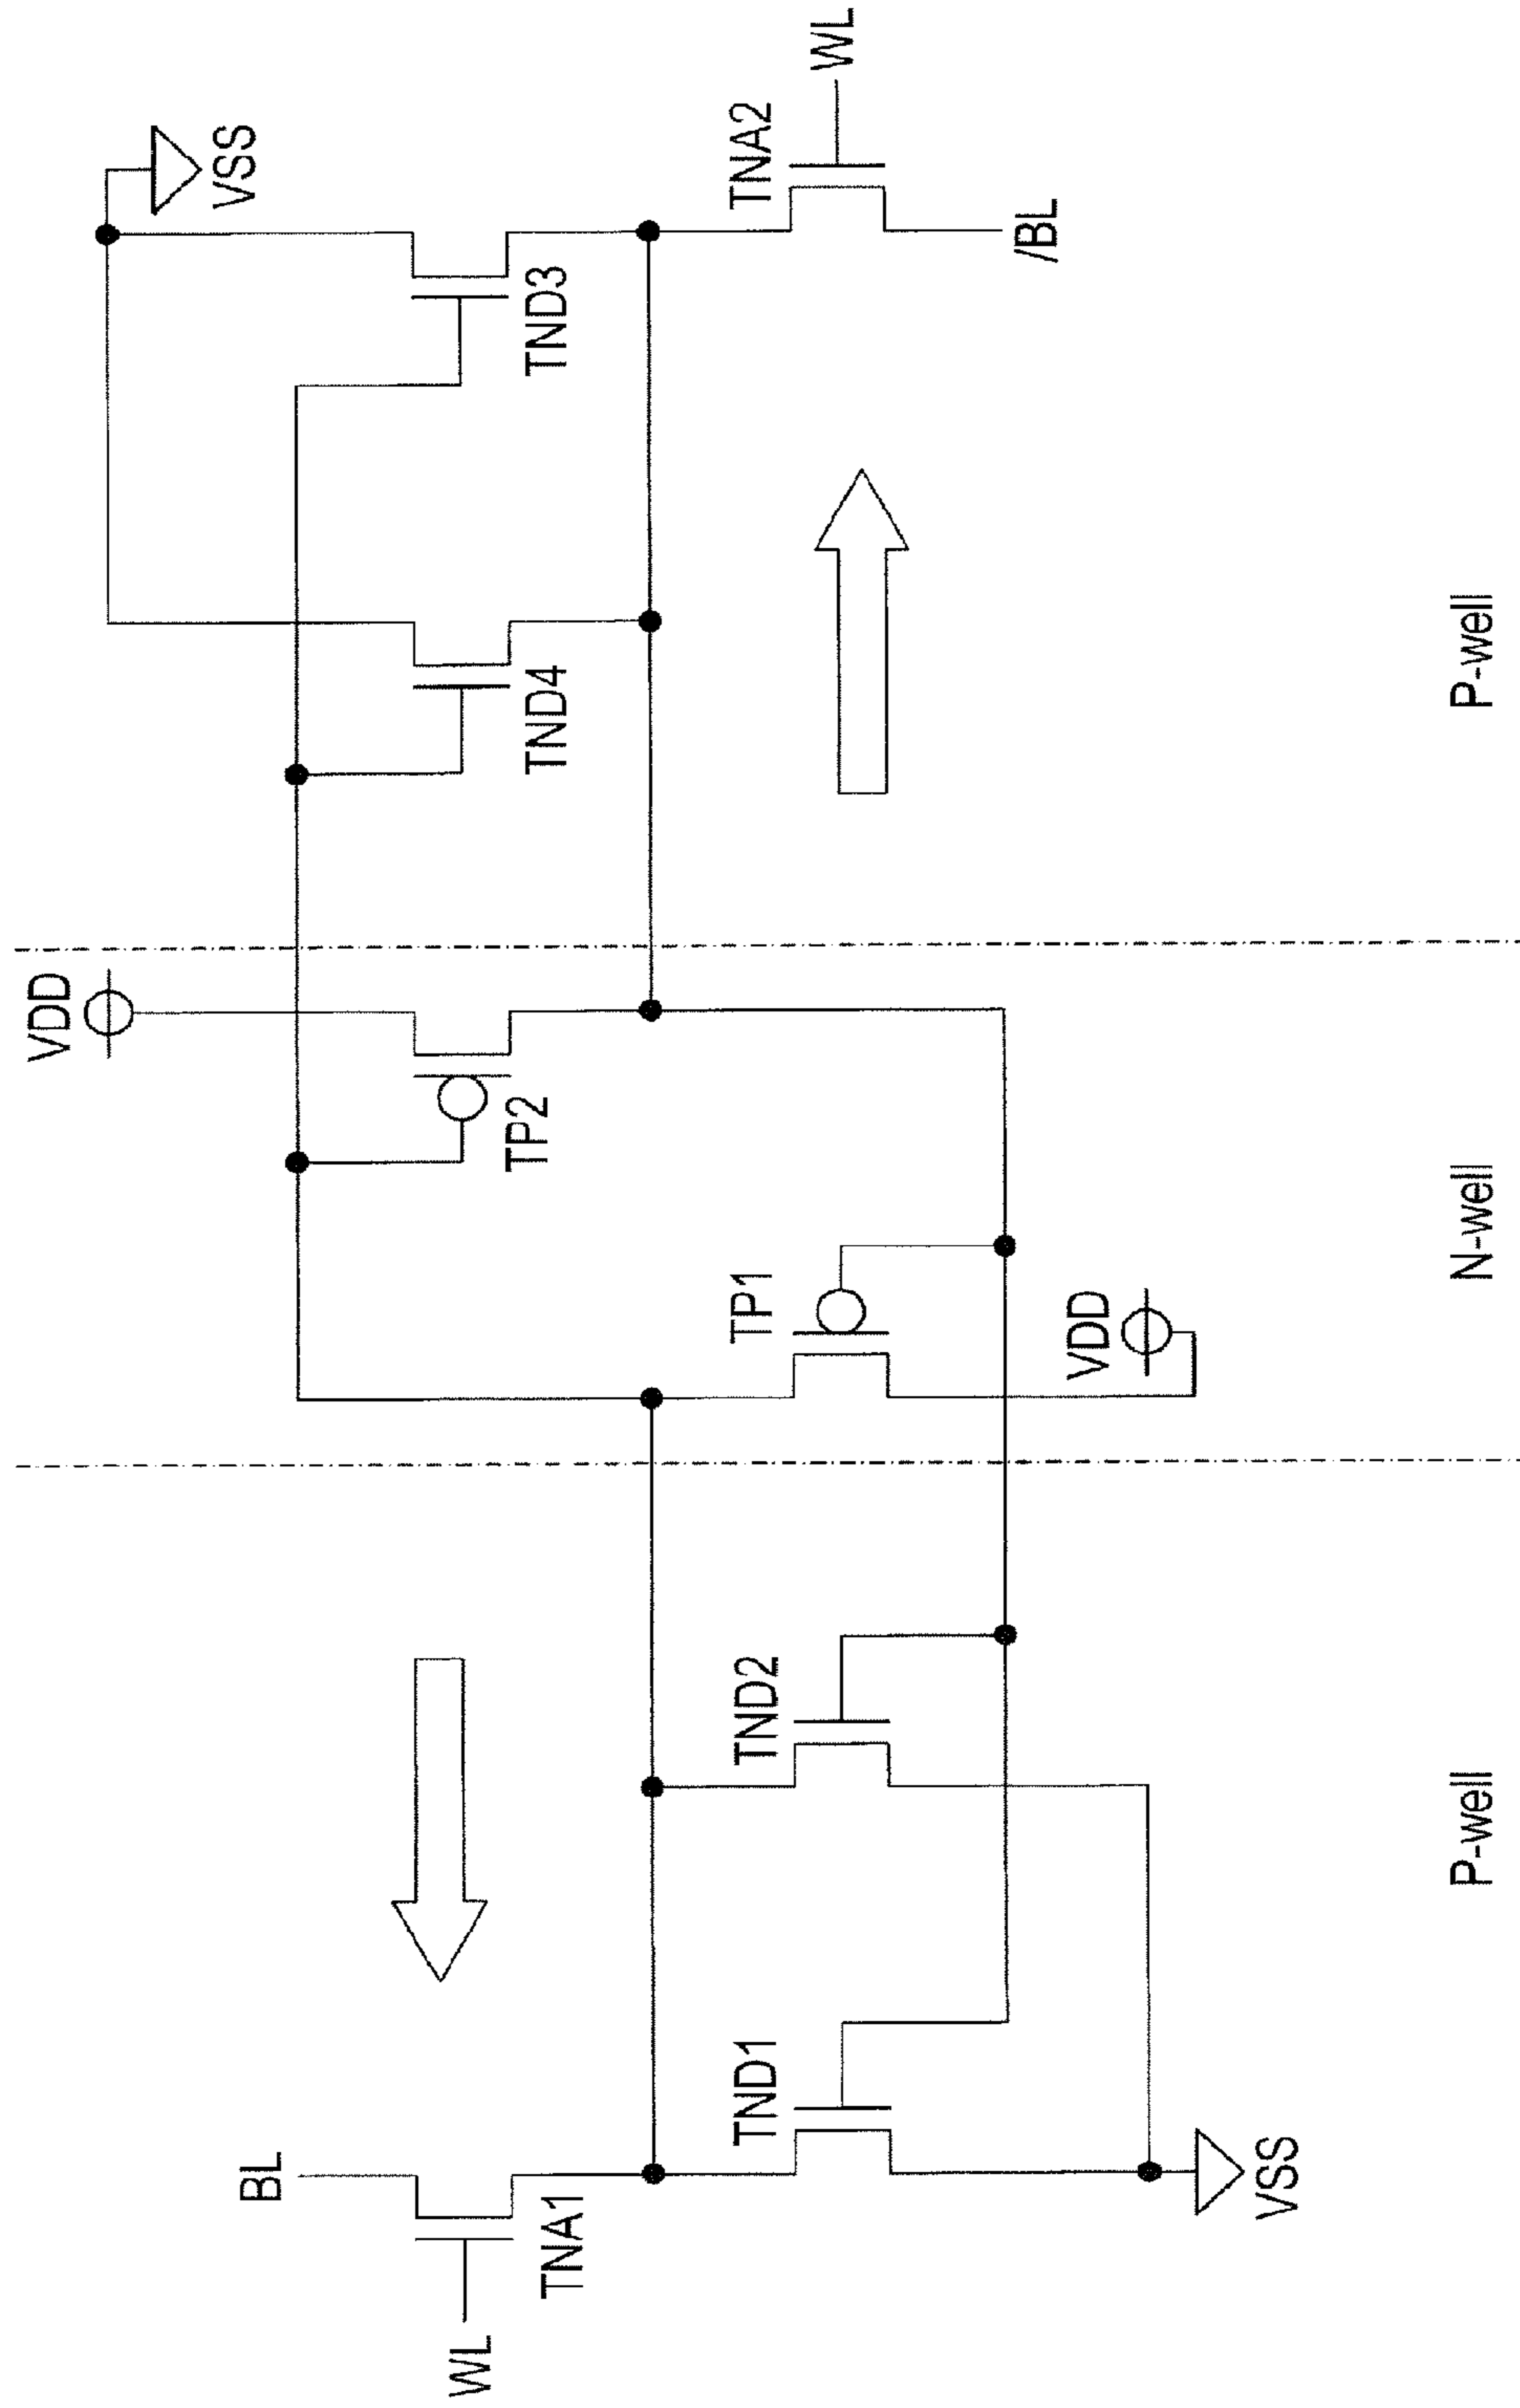 VDD
VSS
WL
TNA2
TND3
TND4
/BL
TP2
TP1
VDD
BL
TND2
TND1
TNA1
WL
VSS
P-well
N-well
P-well